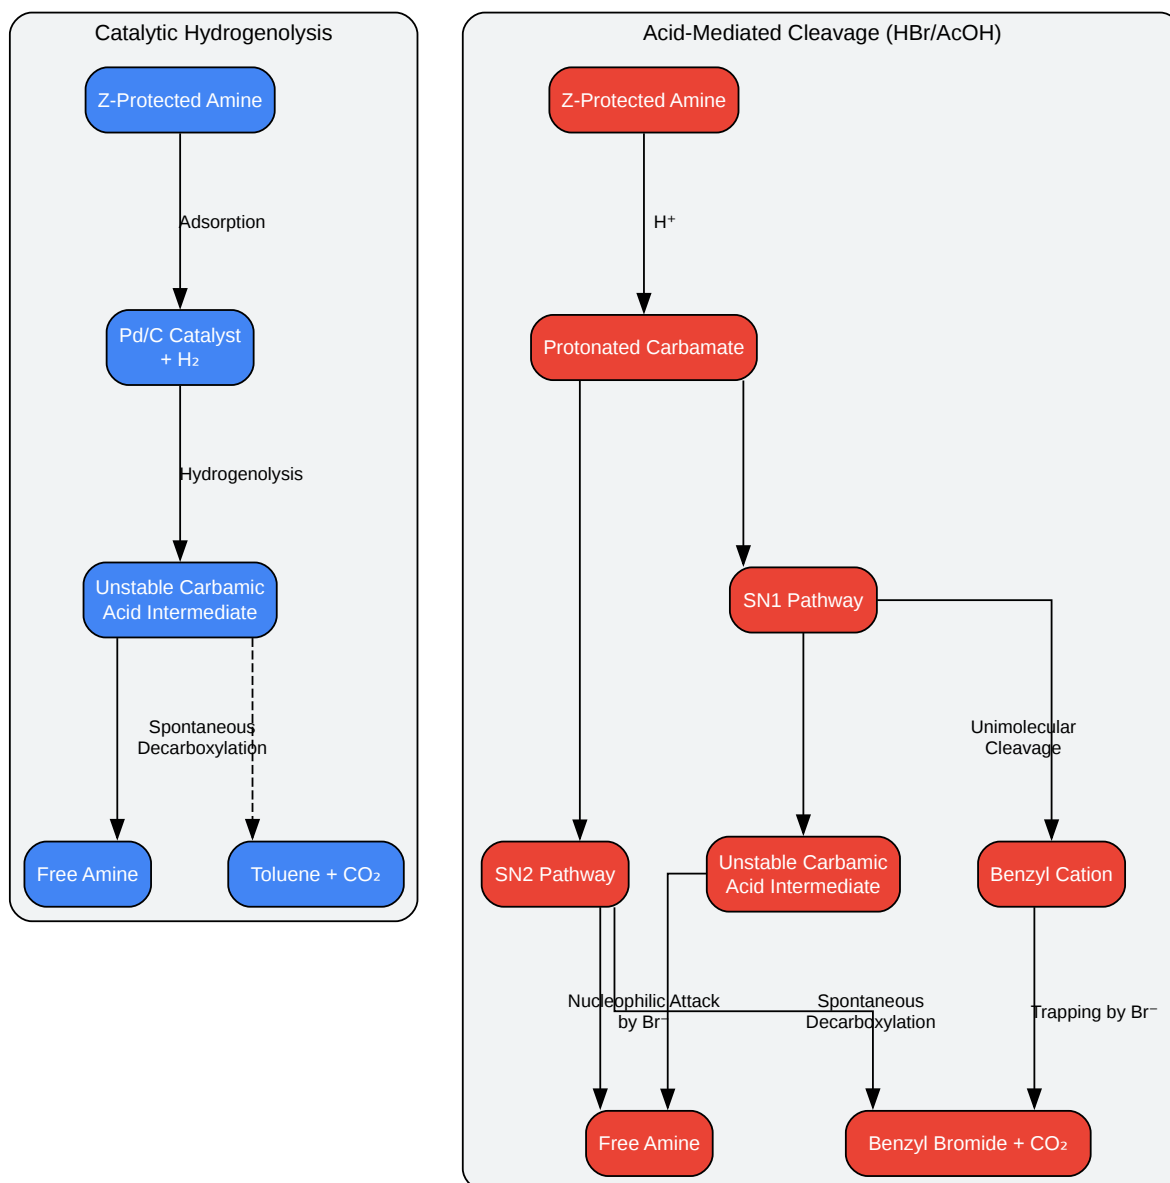 Catalytic Hydrogenolysis
Z-Protected Amine
Adsorption
Pd/C Catalyst
+ H₂
Hydrogenolysis
Unstable Carbamic
Acid Intermediate
Spontaneous
Decarboxylation
Free Amine
Toluene + CO₂
Acid-Mediated Cleavage (HBr/AcOH)
Z-Protected Amine
H⁺
Protonated Carbamate
SN1 Pathway
Unimolecular
Cleavage
SN2 Pathway
Unstable Carbamic
Acid Intermediate
Benzyl Cation
Nucleophilic Attack
by Br⁻
Spontaneous
Decarboxylation
Trapping by Br⁻
Free Amine
Benzyl Bromide + CO₂